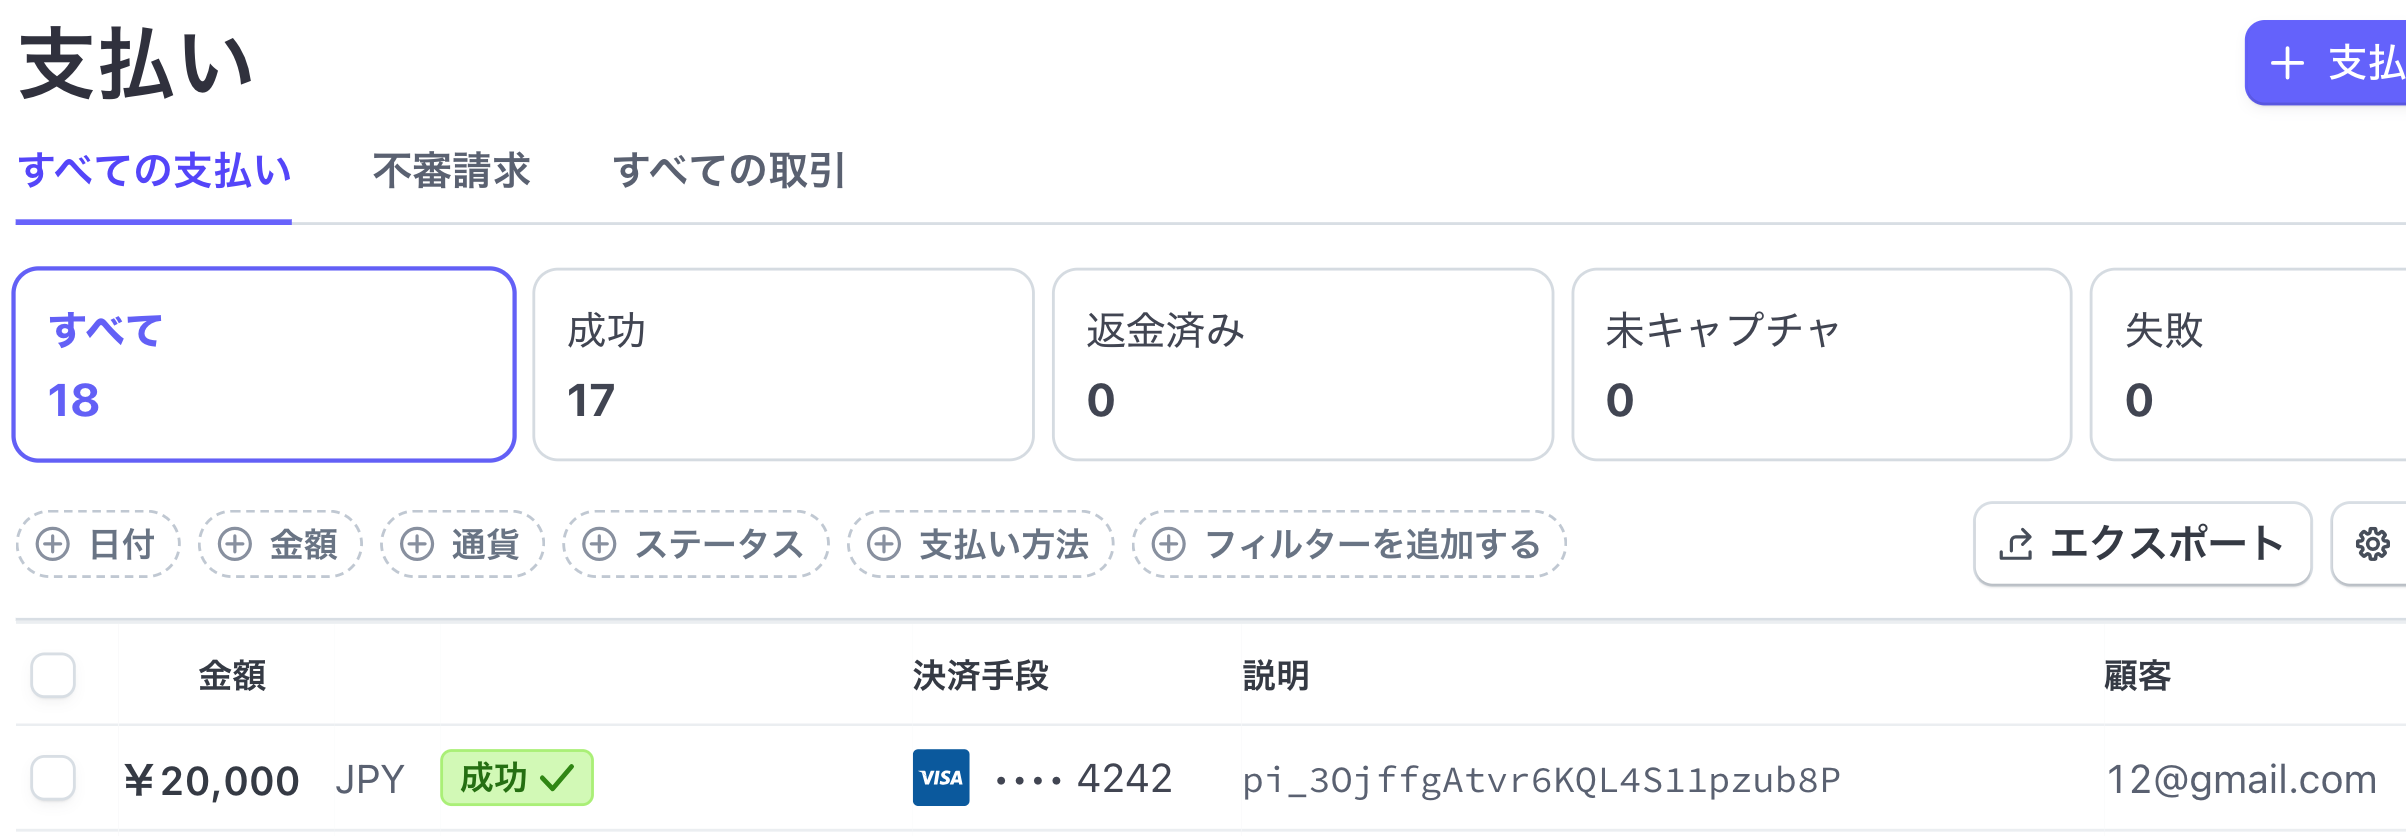 支払い
＋ 支払
すべての支払い 不審請求 すべての取引
すべて 成功 返金済み 未キャプチャ 失敗
18 17 0 0 0
日付 金額 通貨 ステータス 支払い方法 フィルターを追加する エクスポート
金額 決済手段 説明 顧客
¥20,000 JPY 成功 VISA •••• 4242 pi_3OjffgAtvr6KQL4S11pzub8P 12@gmail.com